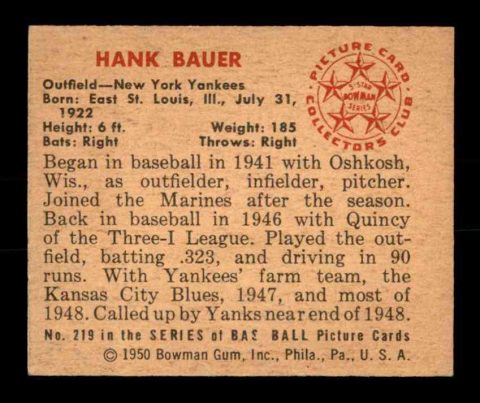 HANK BAUER
Outfield—New York Yankees
Born: East St. Louis, Ill., July 31,
1922
Height: 6 ft. Weight: 185
Bats: Right Throws: Right
PICTURE CARD
COLLECTORS CLUB
5-STAR
BOWMAN
SERIES
Began in baseball in 1941 with Oshkosh,
Wis., as outfielder, infielder, pitcher.
Joined the Marines after the season.
Back in baseball in 1946 with Quincy
of the Three-I League. Played the out-
field, batting .323, and driving in 90
runs. With Yankees' farm team, the
Kansas City Blues, 1947, and most of
1948. Called up by Yanks near end of 1948.
No. 219 in the SERIES of BAS BALL Picture Cards
©1950 Bowman Gum, Inc., Phila., Pa., U. S. A.